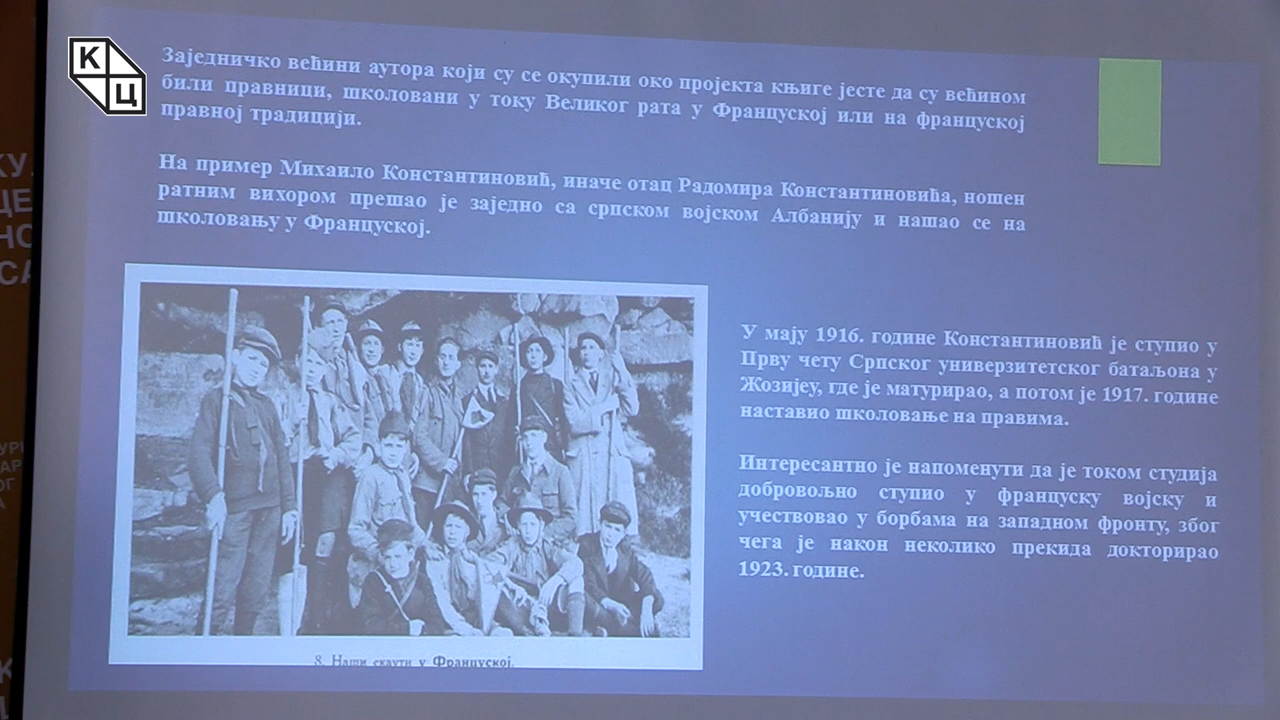 К
Ц
Заједничко већини аутора који су се окупили око пројекта књиге јесте да су већином
били правници, школовани у току Великог рата у Француској или на француској
правној традицији.
На пример Михаило Константиновић, иначе отац Радомира Константиновића, ношен
ратним вихором прешао је заједно са српском војском Албанију и нашао се на
школовању у Француској.
У мају 1916. године Константиновић је ступио у
Прву чету Српског универзитетског батаљона у
Жозијеу, где је матурирао, а потом је 1917. године
наставио школовање на правима.
Интересантно је напоменути да је током студија
добровољно ступио у француску војску и
учествовао у борбама на западном фронту, због
чега је након неколико прекида докторирао
1923. године.
8. Наши скаути у Француској.